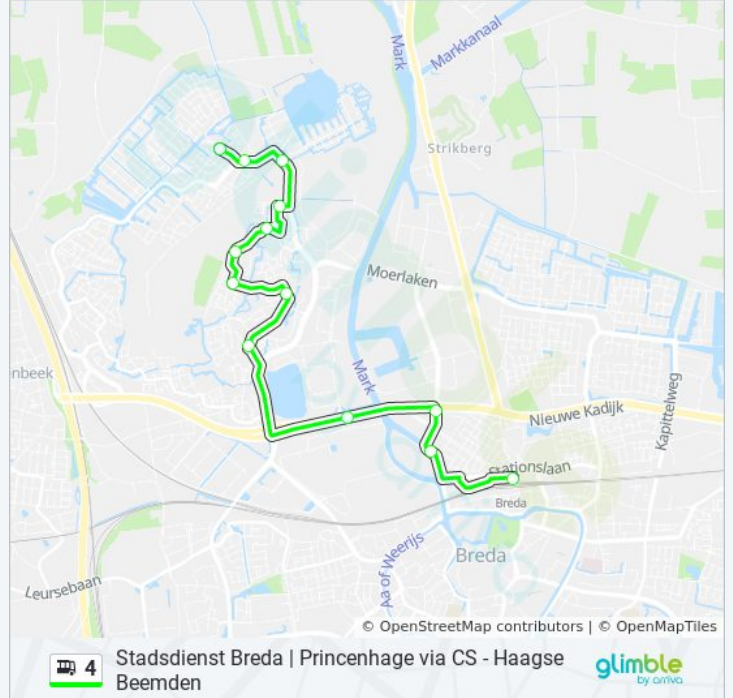 Mark
Markkanaal
Strikberg
Moerlaken
nbeek
Mark
Nieuwe Kadijk
Kapittelweg
Stationslaan
Breda
Breda
Aa of Weerijs
Leursebaan
© OpenStreetMap contributors | © OpenMapTiles
4
Stadsdienst Breda | Princenhage via CS - Haagse
Beemden
glimble
by arriva